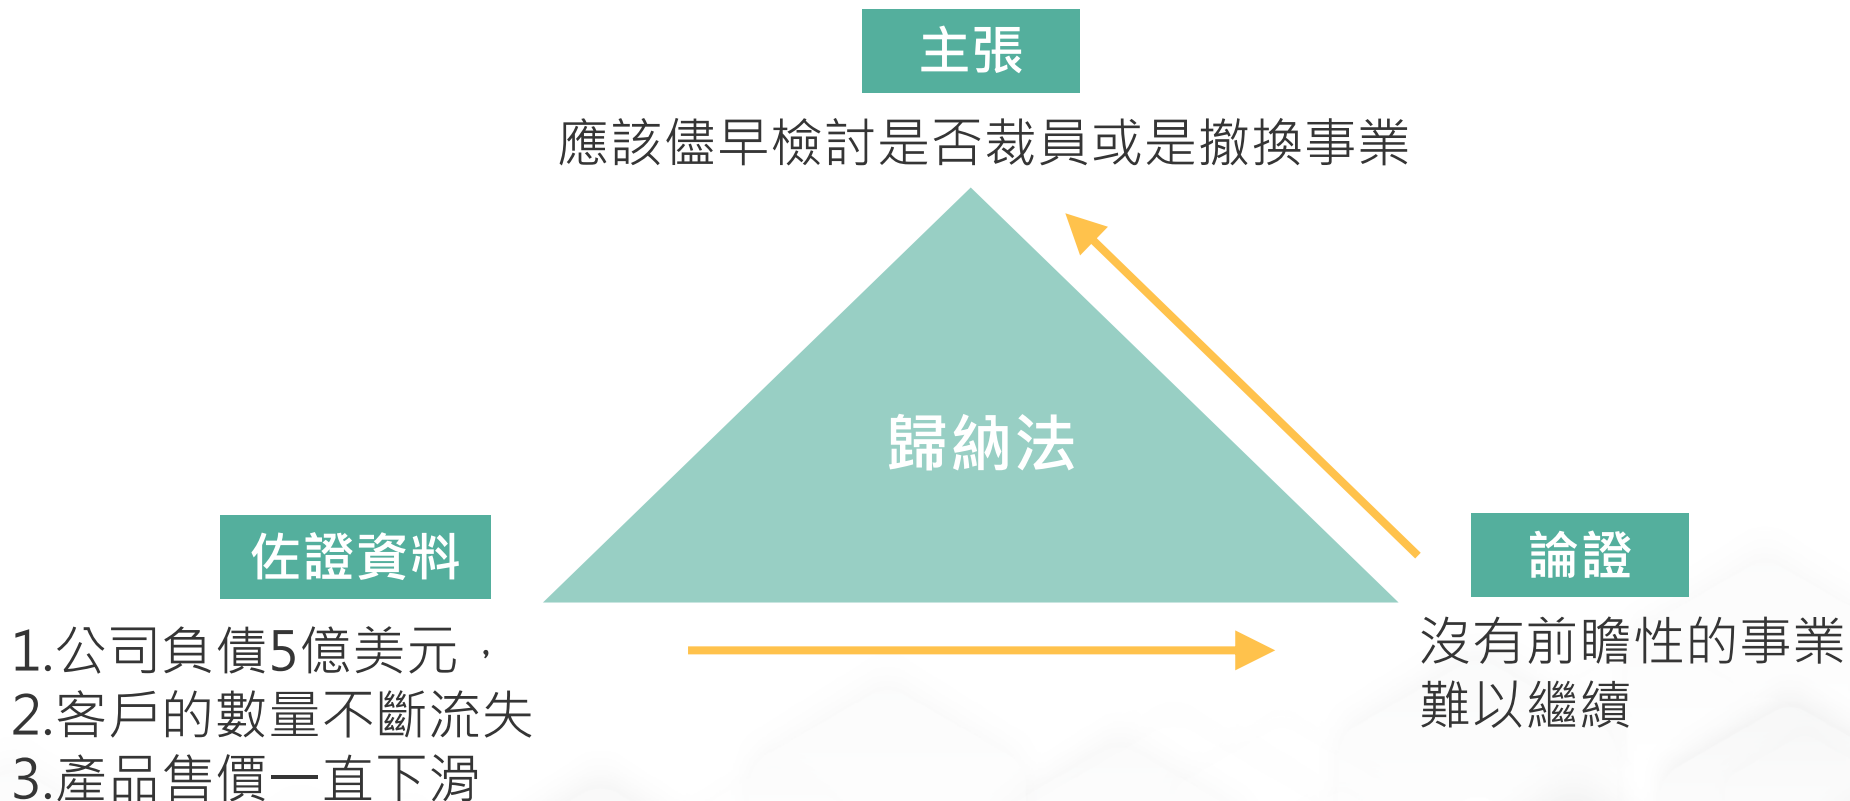 主張
應該儘早檢討是否裁員或是撤換事業
歸納法
佐證資料
1.公司負債5億美元，
2.客戶的數量不斷流失
3.產品售價一直下滑
論證
沒有前瞻性的事業
難以繼續